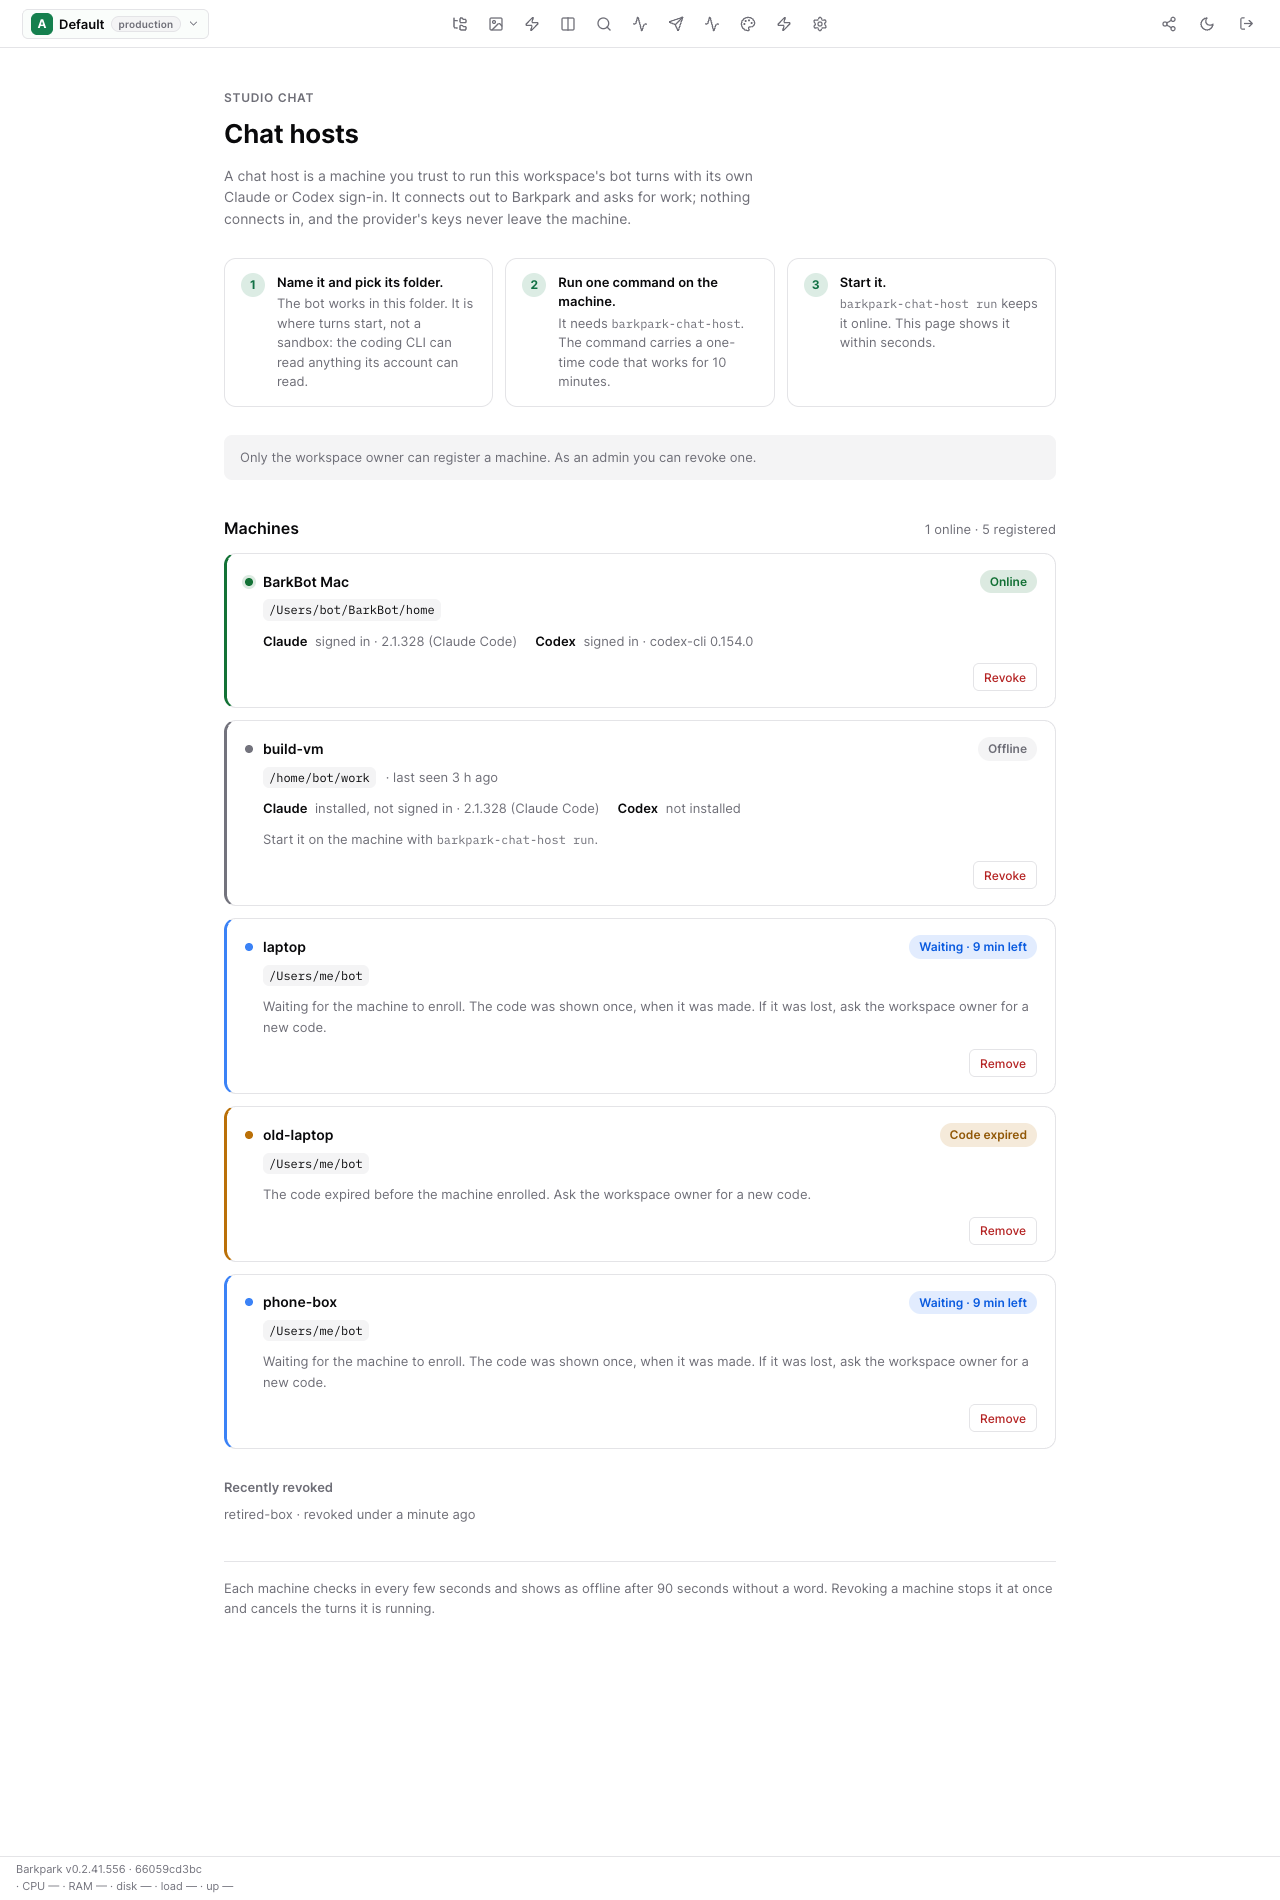 A Default production
STUDIO CHAT
Chat hosts
A chat host is a machine you trust to run this workspace's bot turns with its own
Claude or Codex sign-in. It connects out to Barkpark and asks for work; nothing
connects in, and the provider's keys never leave the machine.
1
Name it and pick its folder.
The bot works in this folder. It is
where turns start, not a
sandbox: the coding CLI can
read anything its account can
read.
2
Run one command on the
machine.
It needs barkpark-chat-host.
The command carries a one-
time code that works for 10
minutes.
3
Start it.
barkpark-chat-host run keeps
it online. This page shows it
within seconds.
Only the workspace owner can register a machine. As an admin you can revoke one.
Machines
1 online · 5 registered
BarkBot Mac
Online
/Users/bot/BarkBot/home
Claude signed in · 2.1.328 (Claude Code) Codex signed in · codex-cli 0.154.0
Revoke
build-vm
Offline
/home/bot/work · last seen 3 h ago
Claude installed, not signed in · 2.1.328 (Claude Code) Codex not installed
Start it on the machine with barkpark-chat-host run.
Revoke
laptop
Waiting · 9 min left
/Users/me/bot
Waiting for the machine to enroll. The code was shown once, when it was made. If it was lost, ask the workspace owner for a
new code.
Remove
old-laptop
Code expired
/Users/me/bot
The code expired before the machine enrolled. Ask the workspace owner for a new code.
Remove
phone-box
Waiting · 9 min left
/Users/me/bot
Waiting for the machine to enroll. The code was shown once, when it was made. If it was lost, ask the workspace owner for a
new code.
Remove
Recently revoked
retired-box · revoked under a minute ago
Each machine checks in every few seconds and shows as offline after 90 seconds without a word. Revoking a machine stops it at once
and cancels the turns it is running.
Barkpark v0.2.41.556 · 66059cd3bc
· CPU — · RAM — · disk — · load — · up —